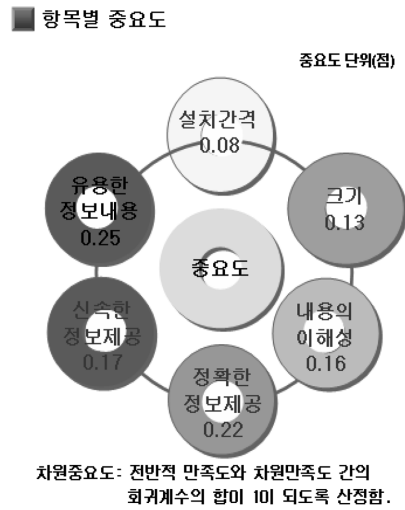 항목별 중요도
중요도 단위(점)
설치간격
0.08
크기
0.13
내용의
이해성
0.16
정확한
정보제공
0.22
신속한
정보제공
0.17
유용한
정보내용
0.25
중요도
차원중요도: 전반적 만족도와 차원만족도 간의
회귀계수의 합이 1이 되도록 산정함.